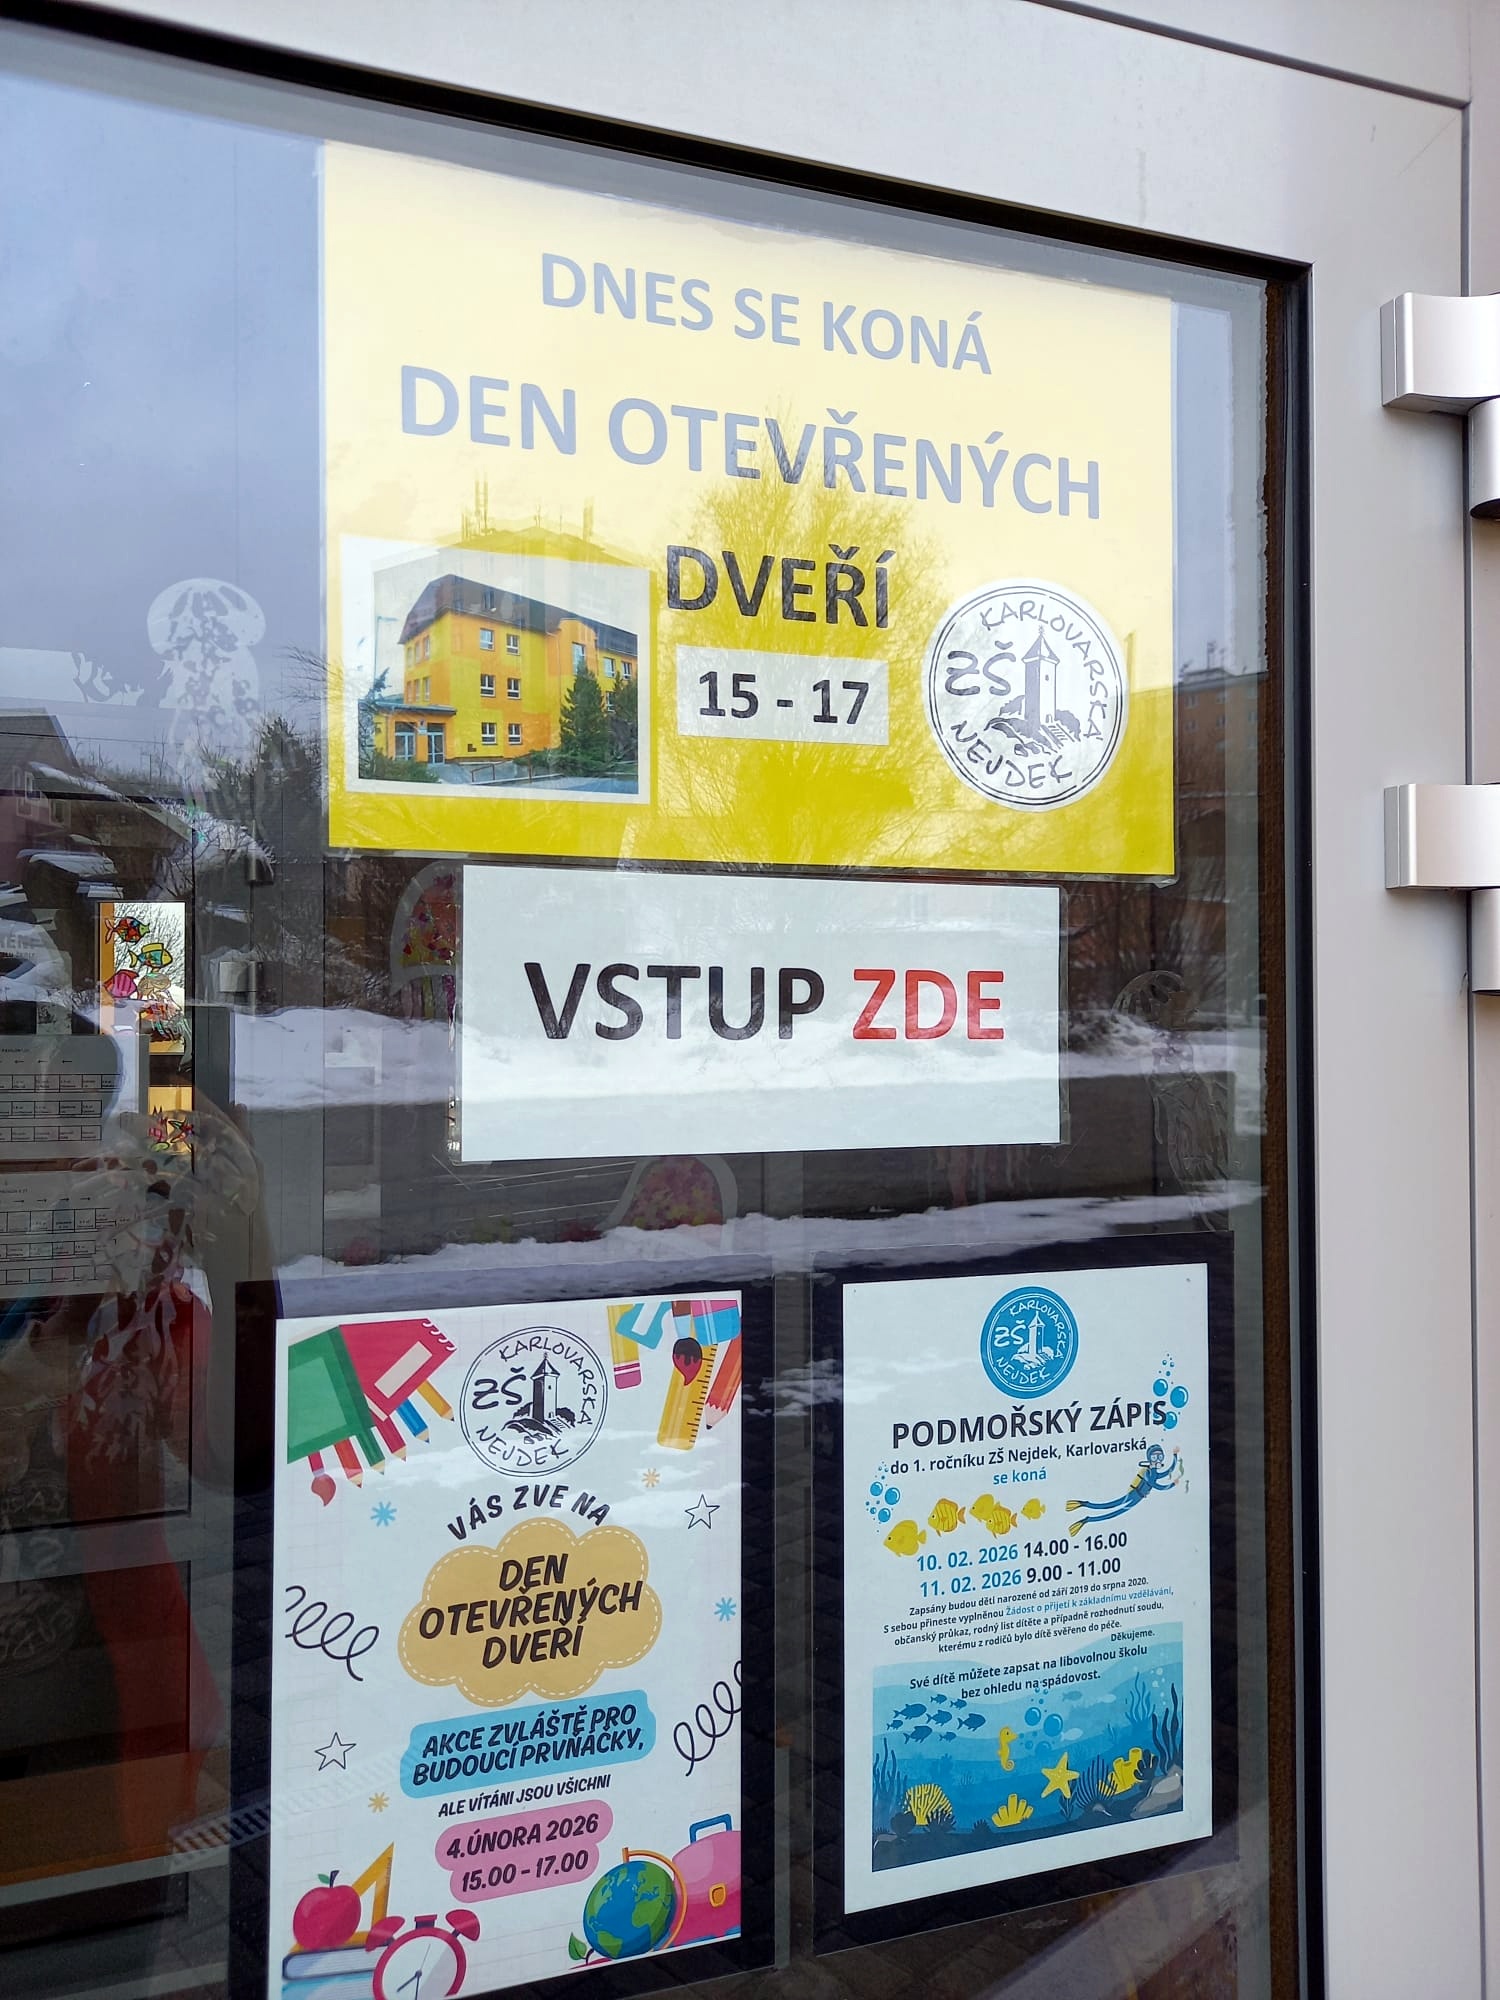 DNES SE KONÁ
DEN OTEVŘENÝCH
DVEŘÍ
15 - 17
KARLOVARSKÁ
ZŠ
NEJDEK
VSTUP ZDE
KARLOVARSKÁ
ZŠ
NEJDEK
VÁS ZVE NA
DEN
OTEVŘENÝCH
DVEŘÍ
AKCE ZVLÁŠTĚ PRO
BUDOUCÍ PRVŇÁČKY,
ALE VÍTÁNI JSOU VŠICHNI
4.ÚNORA 2026
15.00 - 17.00
KARLOVARSKÁ
ZŠ
NEJDEK
PODMOŘSKÝ ZÁPIS
do 1. ročníku ZŠ Nejdek, Karlovarská
se koná
10. 02. 2026 14.00 - 16.00
11. 02. 2026 9.00 - 11.00
Zapsány budou děti narozené od září 2019 do srpna 2020.
S sebou přineste vyplněnou Žádost o přijetí k základnímu vzdělávání,
občanský průkaz, rodný list dítěte a případně rozhodnutí soudu,
kterému z rodičů bylo dítě svěřeno do péče.
Děkujeme.
Své dítě můžete zapsat na libovolnou školu
bez ohledu na spádovost.